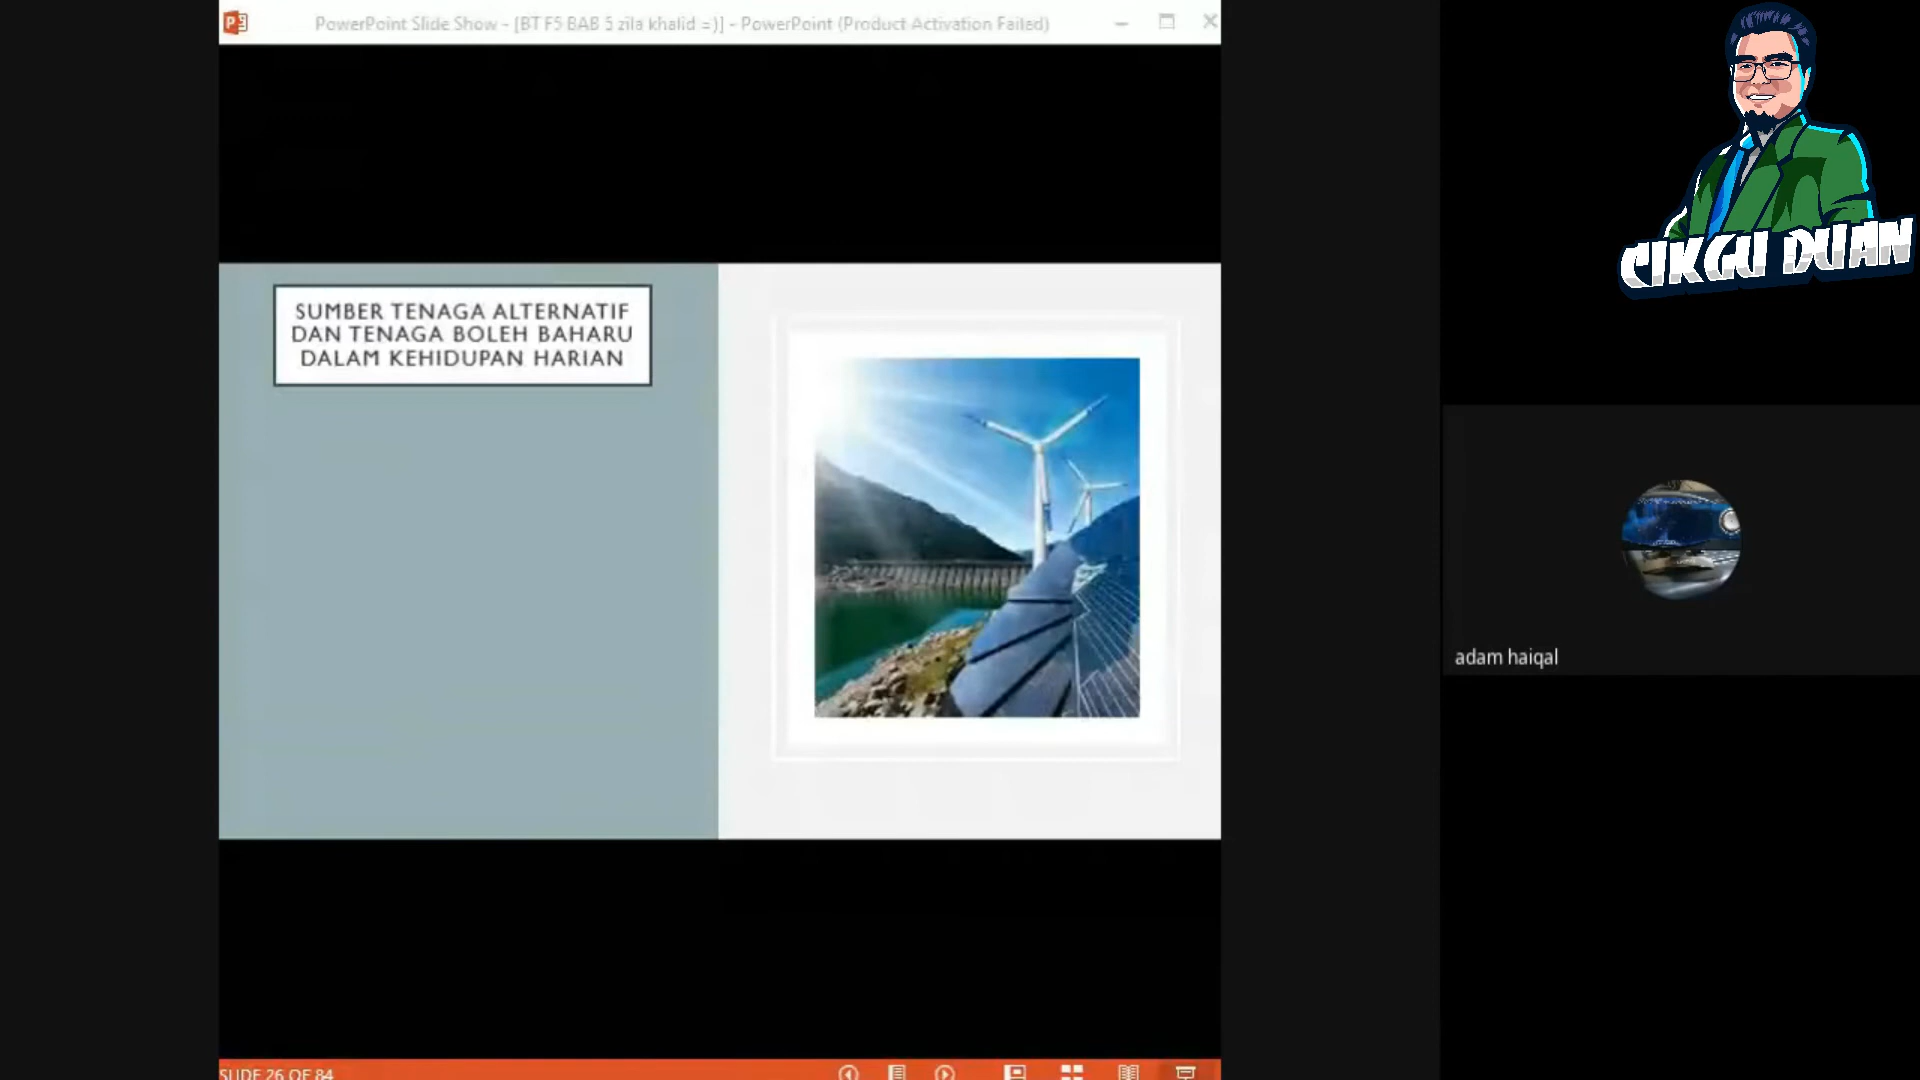 PowerPoint Slide Show - [BT F5 BAB 5 zila khalid =)] - PowerPoint (Product Activation Failed)
CIKGU DUAN
SUMBER TENAGA ALTERNATIF
DAN TENAGA BOLEH BAHARU
DALAM KEHIDUPAN HARIAN
adam haiqal
SLIDE 26 OF 84